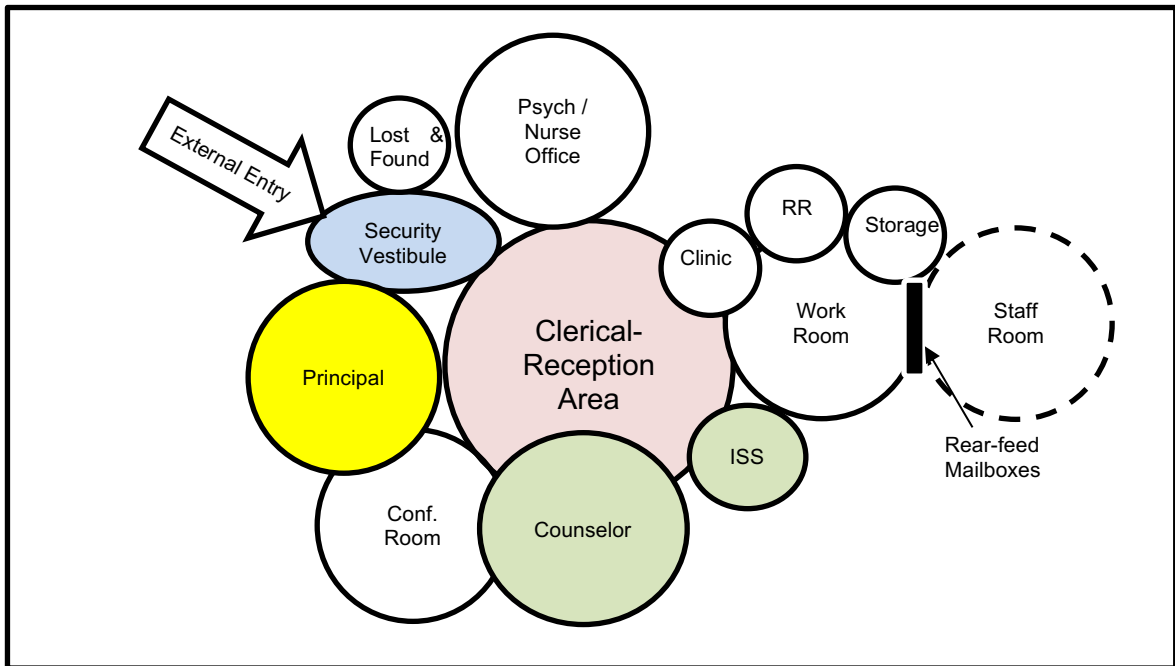 External Entry
Lost & 
Found
Psych /
Nurse
Office
Security
Vestibule
Clinic
RR
Storage
Principal
Clerical-
Reception
Area
Work
Room
Staff
Room
Conf.
Room
Counselor
ISS
Rear-feed
Mailboxes